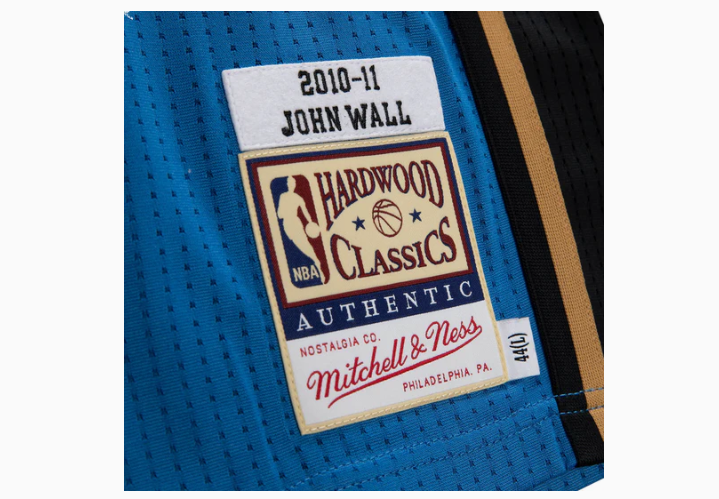 2010-11
JOHN WALL
HARDWOOD
CLASSICS
NBA
AUTHENTIC
NOSTALGIA CO.
Mitchell & Ness
PHILADELPHIA, PA.
44(L)